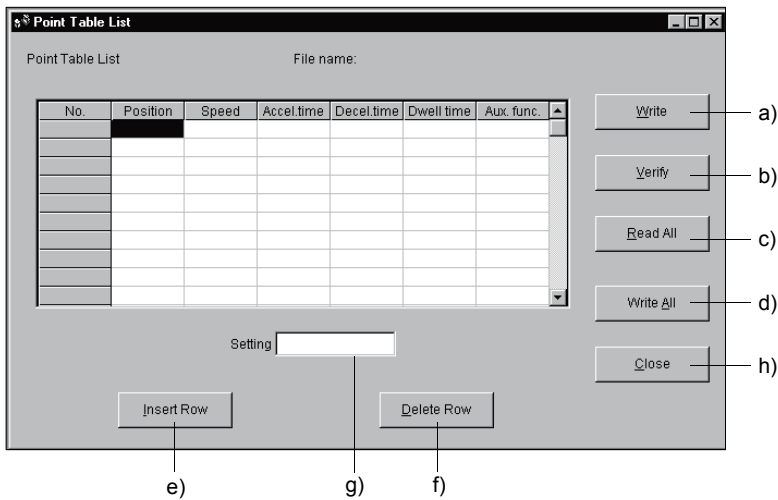 Point Table List
Point Table List File name:
No. Position Speed Accel.time Decel.time Dwell time Aux. func.
Write
a)
Verify
b)
Read All
c)
Write All
d)
Setting
Close
h)
Insert Row
Delete Row
e)
g)
f)